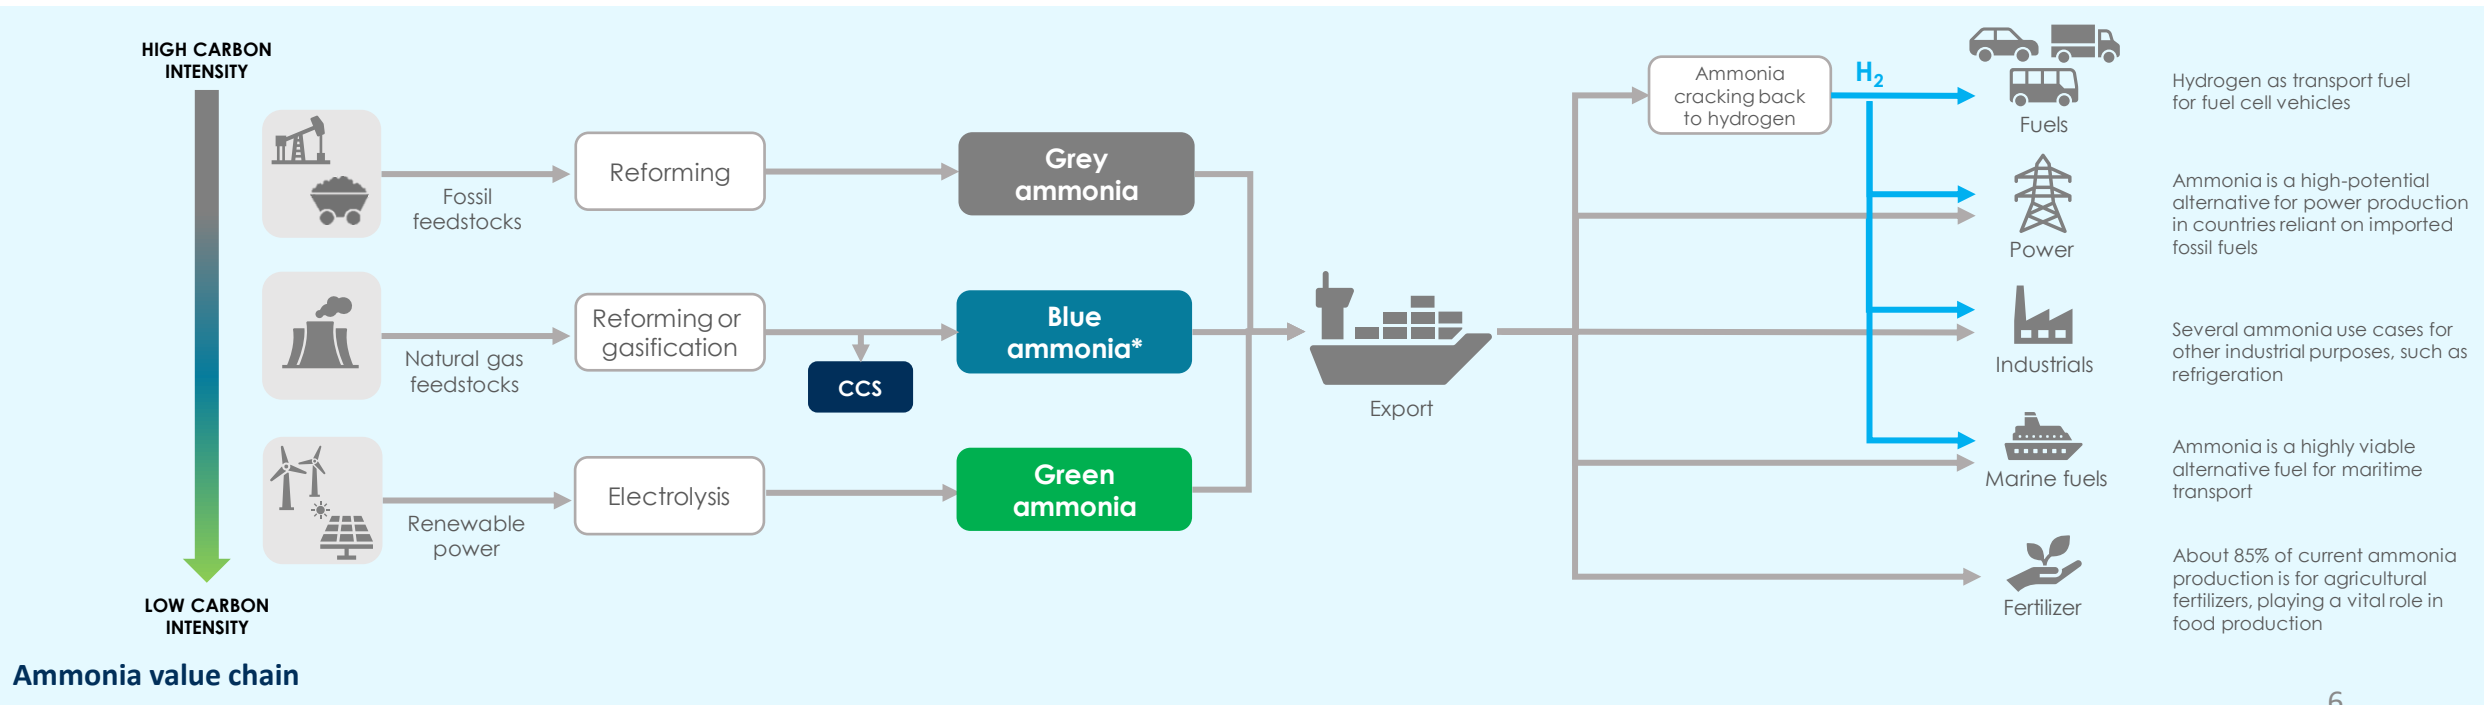 HIGH CARBON
INTENSITY
Fossil
feedstocks
Reforming
Grey
ammonia
Natural gas
feedstocks
Reforming or
gasification
CCS
Blue
ammonia*
Renewable
power
Electrolysis
Green
ammonia
LOW CARBON
INTENSITY
Export
Ammonia
cracking back
to hydrogen
H₂
Fuels
Hydrogen as transport fuel
for fuel cell vehicles
Power
Ammonia is a high-potential
alternative for power production
in countries reliant on imported
fossil fuels
Industrials
Several ammonia use cases for
other industrial purposes, such as
refrigeration
Marine fuels
Ammonia is a highly viable
alternative fuel for maritime
transport
Fertilizer
About 85% of current ammonia
production is for agricultural
fertilizers, playing a vital role in
food production
Ammonia value chain
6